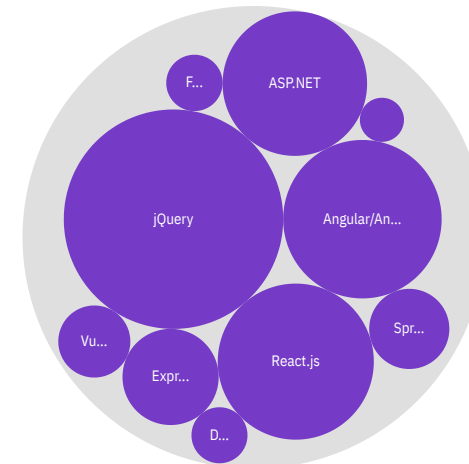 F...
ASP.NET
jQuery
Angular/An...
Vu...
Expr...
React.js
Spr...
D...